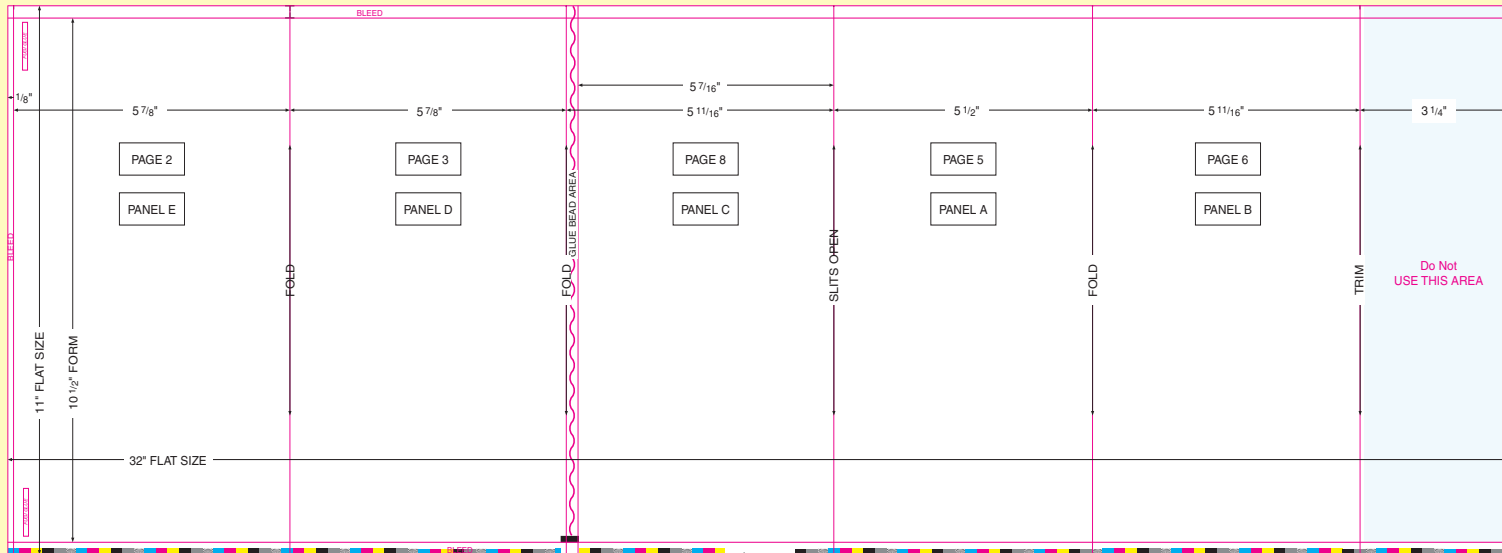 BLEED
5 7/16"
1/8"
5 7/8"
5 7/8"
5 11/16"
5 1/2"
5 11/16"
3 1/4"
PAGE 2
PAGE 3
PAGE 8
PAGE 5
PAGE 6
PANEL E
PANEL D
PANEL C
PANEL A
PANEL B
GLUE BEAD AREA
BLEED
FOLD
FOLD
SLITS OPEN
FOLD
TRIM
Do Not
USE THIS AREA
11" FLAT SIZE
10 1/2" FORM
32" FLAT SIZE
BLEED